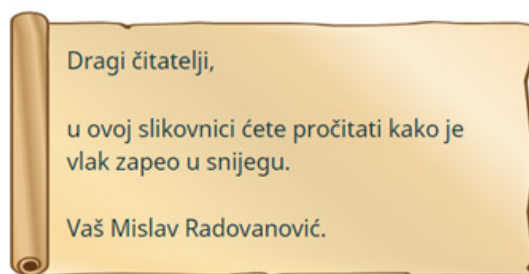 Dragi čitatelji,
u ovoj slikovnici ćete pročitati kako je
vlak zapeo u snijegu.
Vaš Mislav Radovanović.